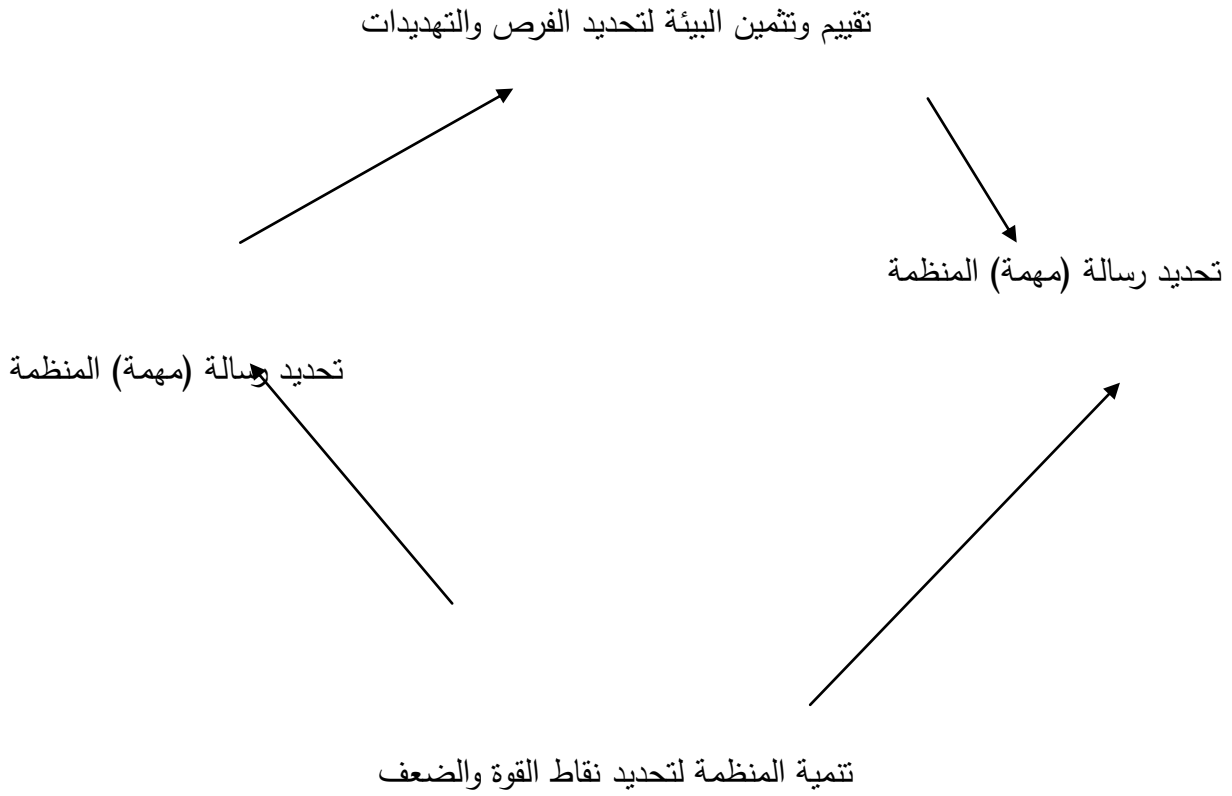 تقييم وتثمين البيئة لتحديد الفرص والتهديدات
تحديد رسالة (مهمة) المنظمة
تحديد رسالة (مهمة) المنظمة
تنمية المنظمة لتحديد نقاط القوة والضعف